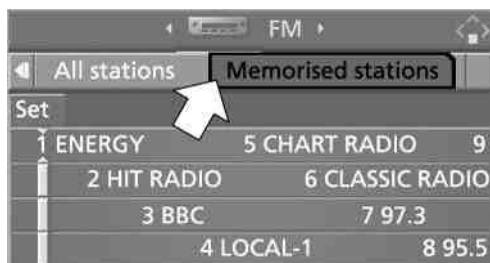 FM
All stations Memorised stations
Set
1 ENERGY 5 CHART RADIO 9
2 HIT RADIO 6 CLASSIC RADIO
3 BBC 7 97.3
4 LOCAL-1 8 95.5